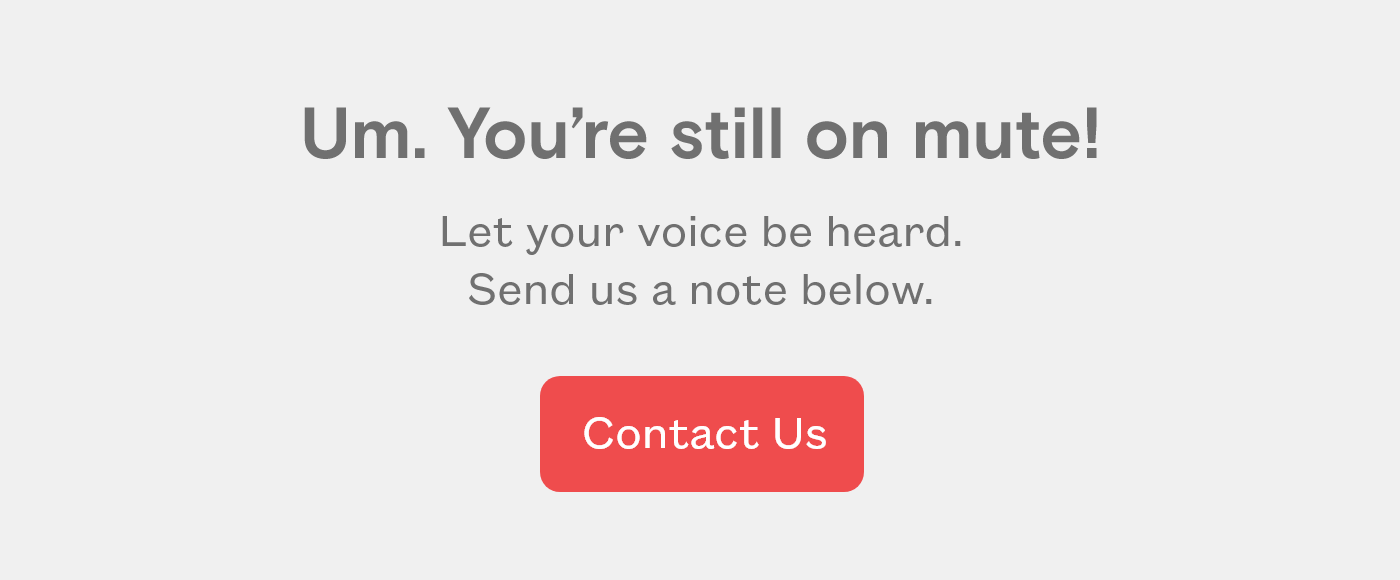 Um. You’re still on mute!
Let your voice be heard.
Send us a note below.
Contact Us